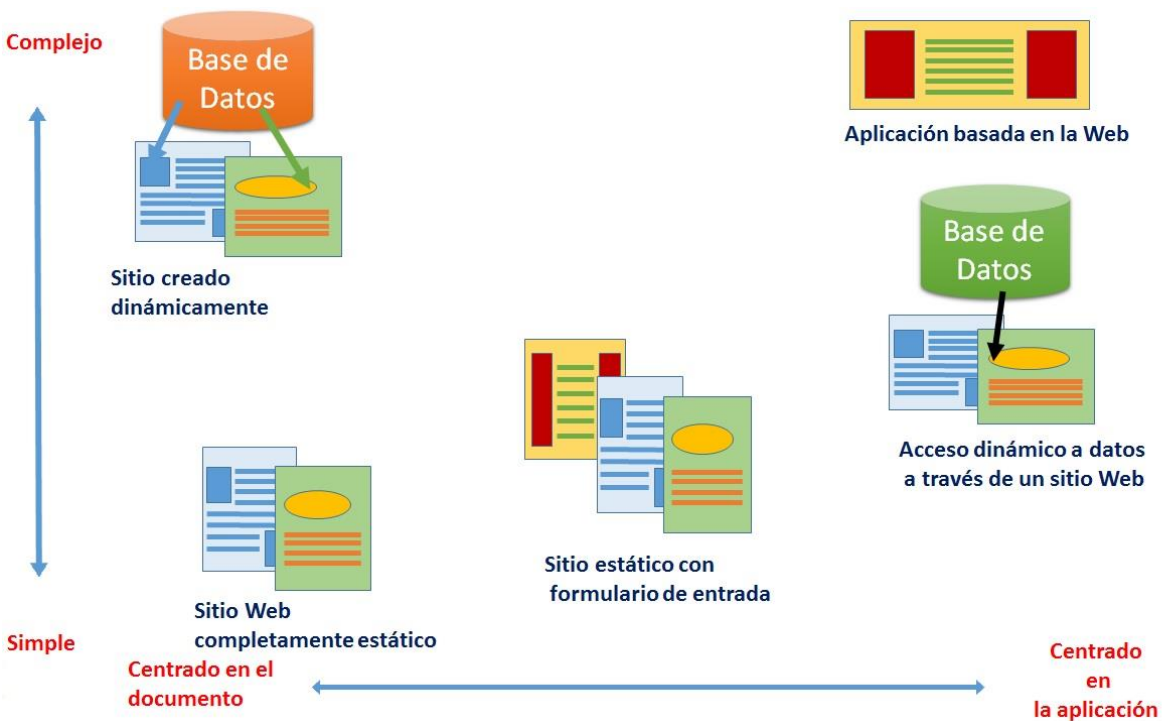 Complejo
Base de
Datos
Sitio creado
dinámicamente
Aplicación basada en la Web
Base de
Datos
Acceso dinámico a datos
a través de un sitio Web
Sitio estático con
formulario de entrada
Sitio Web
completamente estático
Simple
Centrado en el
documento
Centrado
en
la aplicación